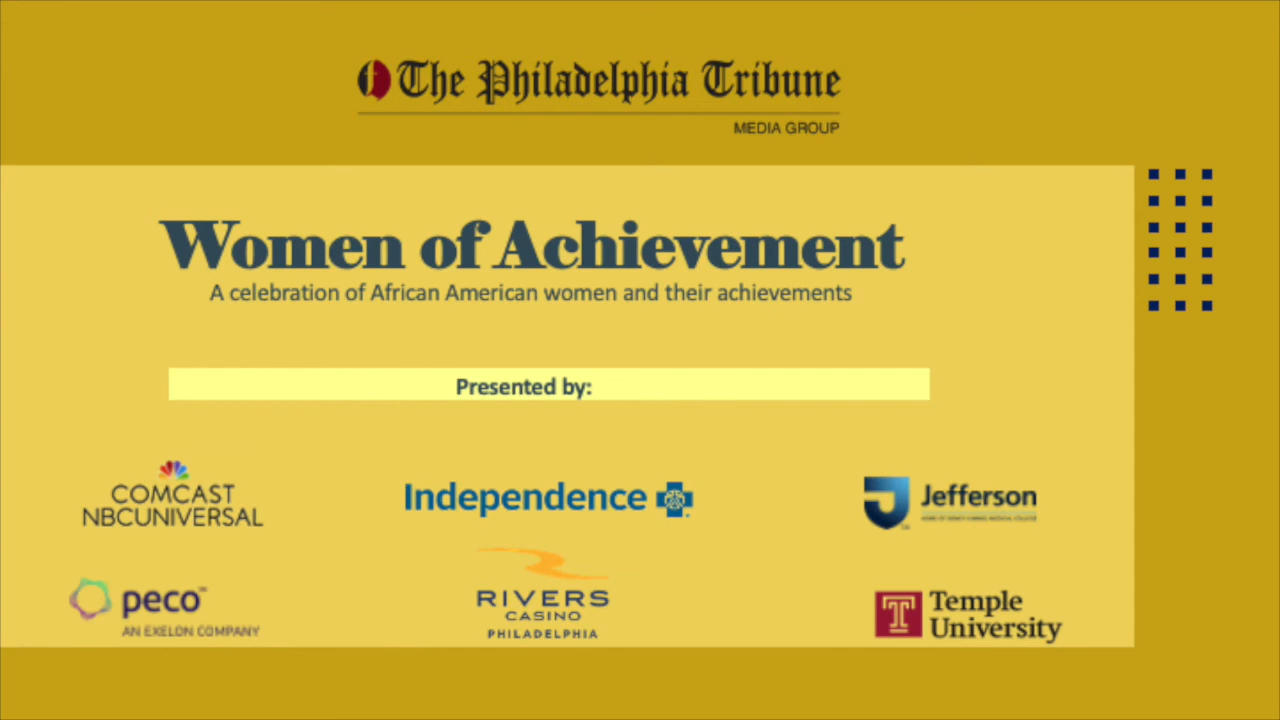 The Philadelphia Tribune
MEDIA GROUP
Women of Achievement
A celebration of African American women and their achievements
Presented by:
COMCAST
NBCUNIVERSAL
Independence
Jefferson
peco™
AN EXELON COMPANY
RIVERS
CASINO
PHILADELPHIA
Temple
University